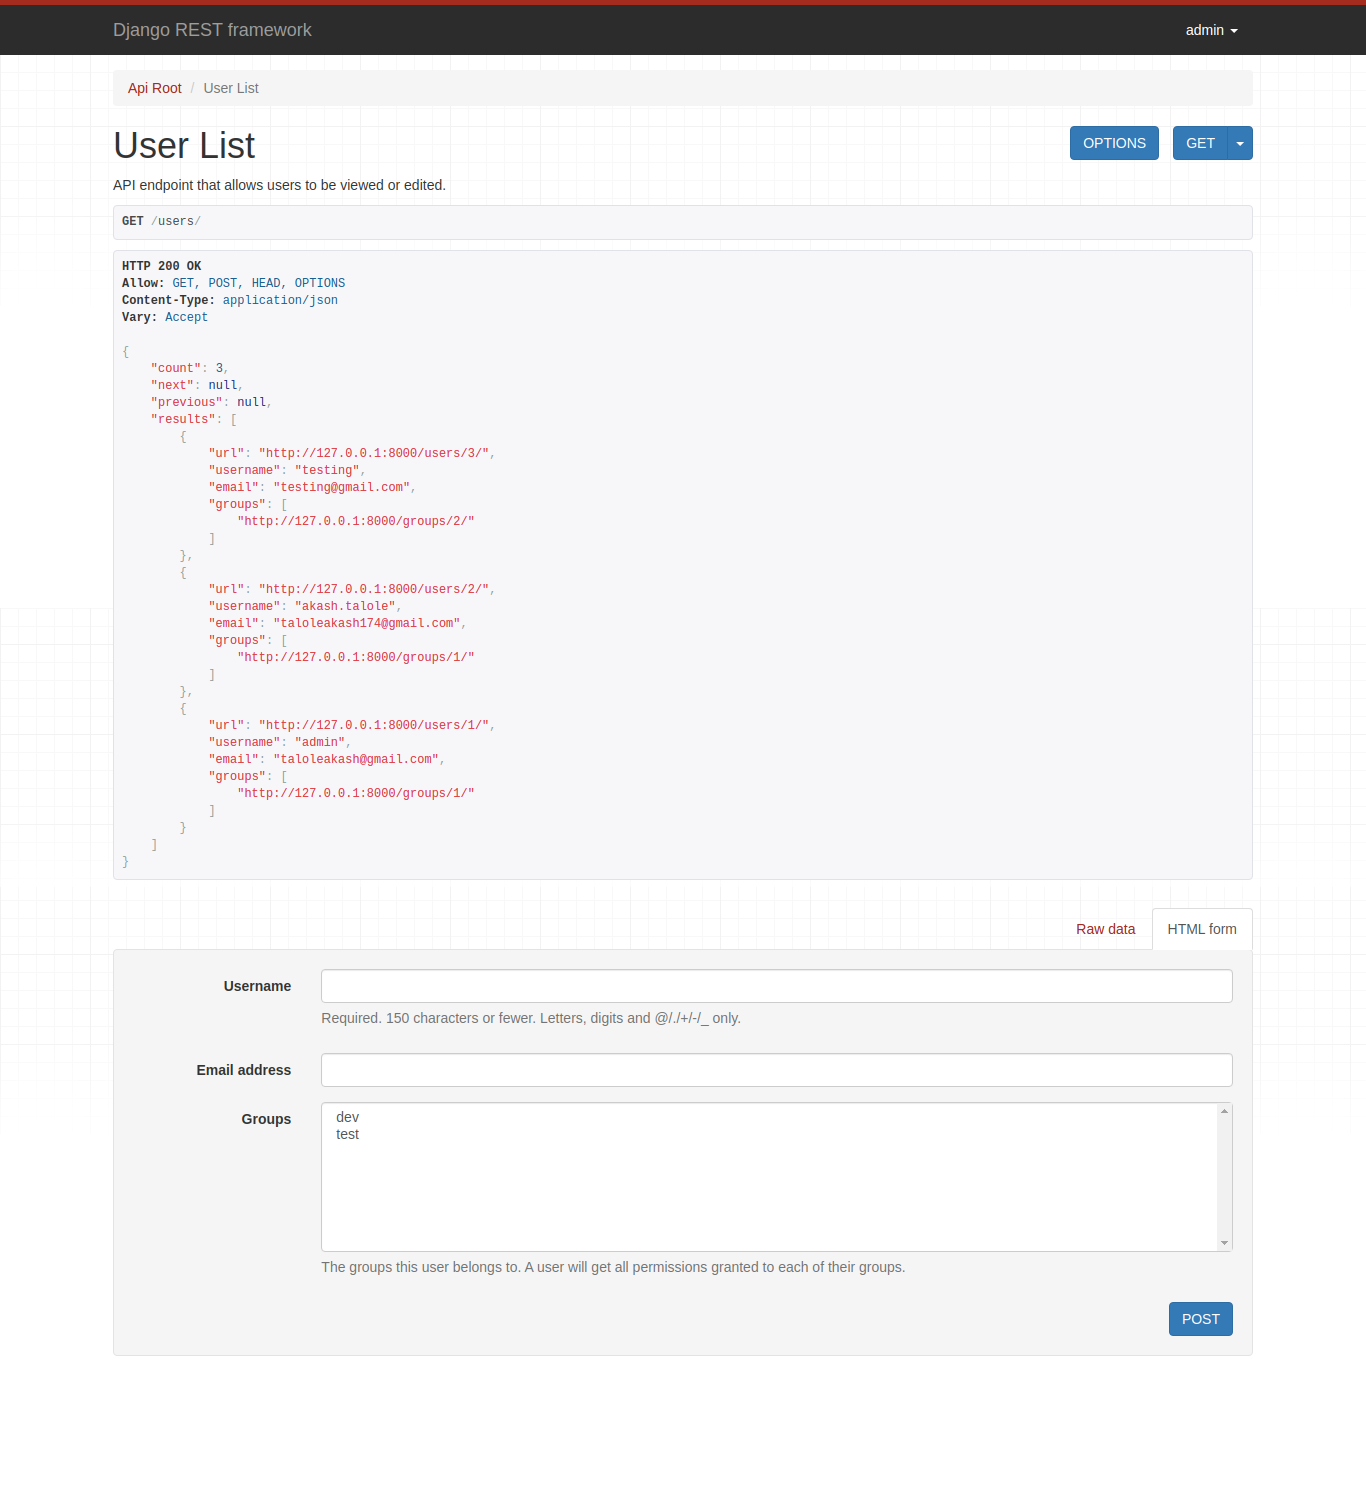 Django REST framework
admin
Api Root / User List
User List
OPTIONS
GET
API endpoint that allows users to be viewed or edited.
GET /users/
HTTP 200 OK
Allow: GET, POST, HEAD, OPTIONS
Content-Type: application/json
Vary: Accept
{
    "count": 3,
    "next": null,
    "previous": null,
    "results": [
        {
            "url": "http://127.0.0.1:8000/users/3/",
            "username": "testing",
            "email": "testing@gmail.com",
            "groups": [
                "http://127.0.0.1:8000/groups/2/"
            ]
        },
        {
            "url": "http://127.0.0.1:8000/users/2/",
            "username": "akash.talole",
            "email": "taloleakash174@gmail.com",
            "groups": [
                "http://127.0.0.1:8000/groups/1/"
            ]
        },
        {
            "url": "http://127.0.0.1:8000/users/1/",
            "username": "admin",
            "email": "taloleakash@gmail.com",
            "groups": [
                "http://127.0.0.1:8000/groups/1/"
            ]
        }
    ]
}
Raw data
HTML form
Username
Required. 150 characters or fewer. Letters, digits and @/./+/-/_ only.
Email address
Groups
dev
test
The groups this user belongs to. A user will get all permissions granted to each of their groups.
POST